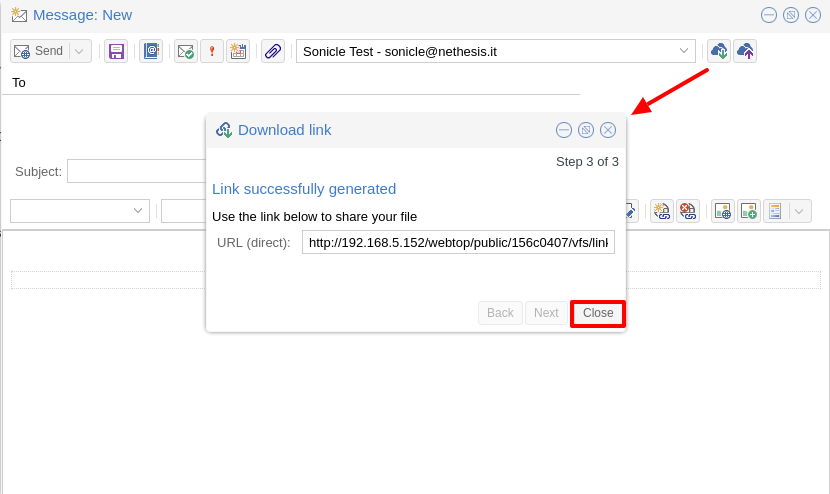 Message: New
Send
Sonicle Test - sonicle@nethesis.it
To
Download link
Step 3 of 3
Subject:
Link successfully generated
Use the link below to share your file
URL (direct):
http://192.168.5.152/webtop/public/156c0407/vfs/link
Back
Next
Close